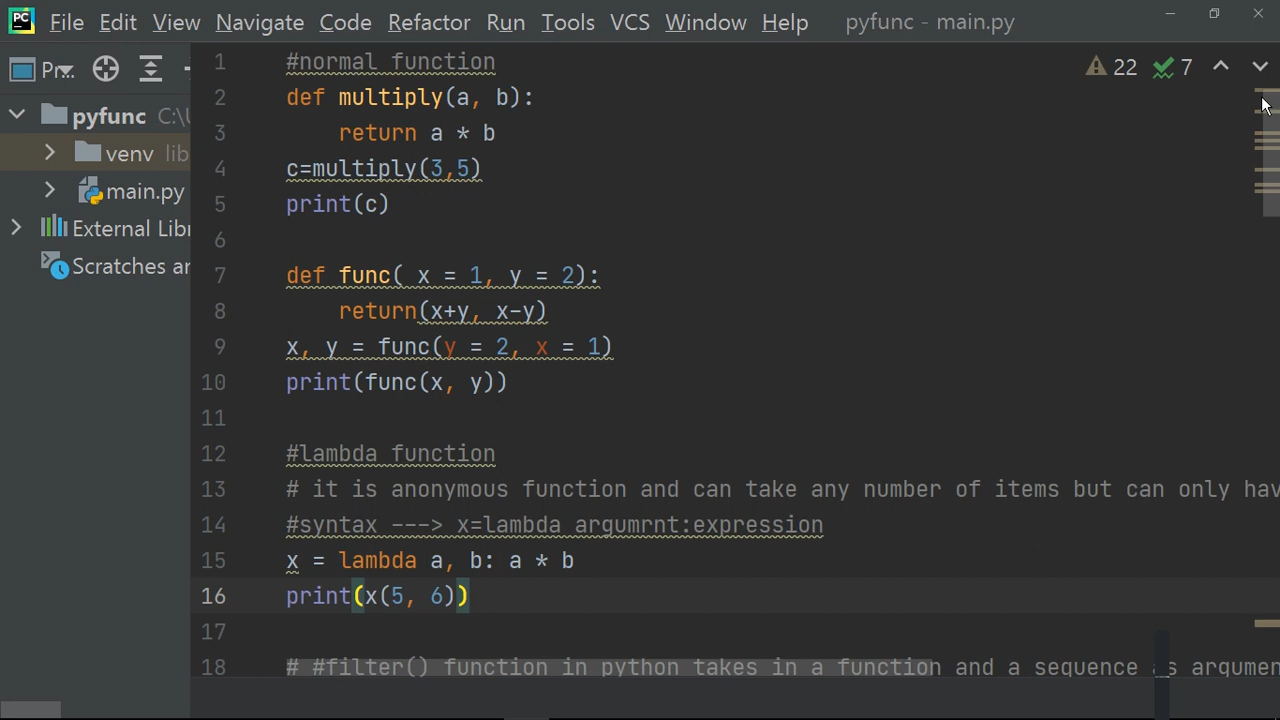 PC File Edit View Navigate Code Refactor Run Tools VCS Window Help pyfunc - main.py
Pr...
22 7
pyfunc C:\U
venv lib
main.py
External Libr
Scratches ar
1 #normal function
2 def multiply(a, b):
3 return a * b
4 c=multiply(3,5)
5 print(c)
6
7 def func( x = 1, y = 2):
8 return(x+y, x-y)
9 x, y = func(y = 2, x = 1)
10 print(func(x, y))
11
12 #lambda function
13 # it is anonymous function and can take any number of items but can only hav
14 #syntax ---> x=lambda argumrnt:expression
15 x = lambda a, b: a * b
16 print(x(5, 6))
17
18 # #filter() function in python takes in a function and a sequence as argumen